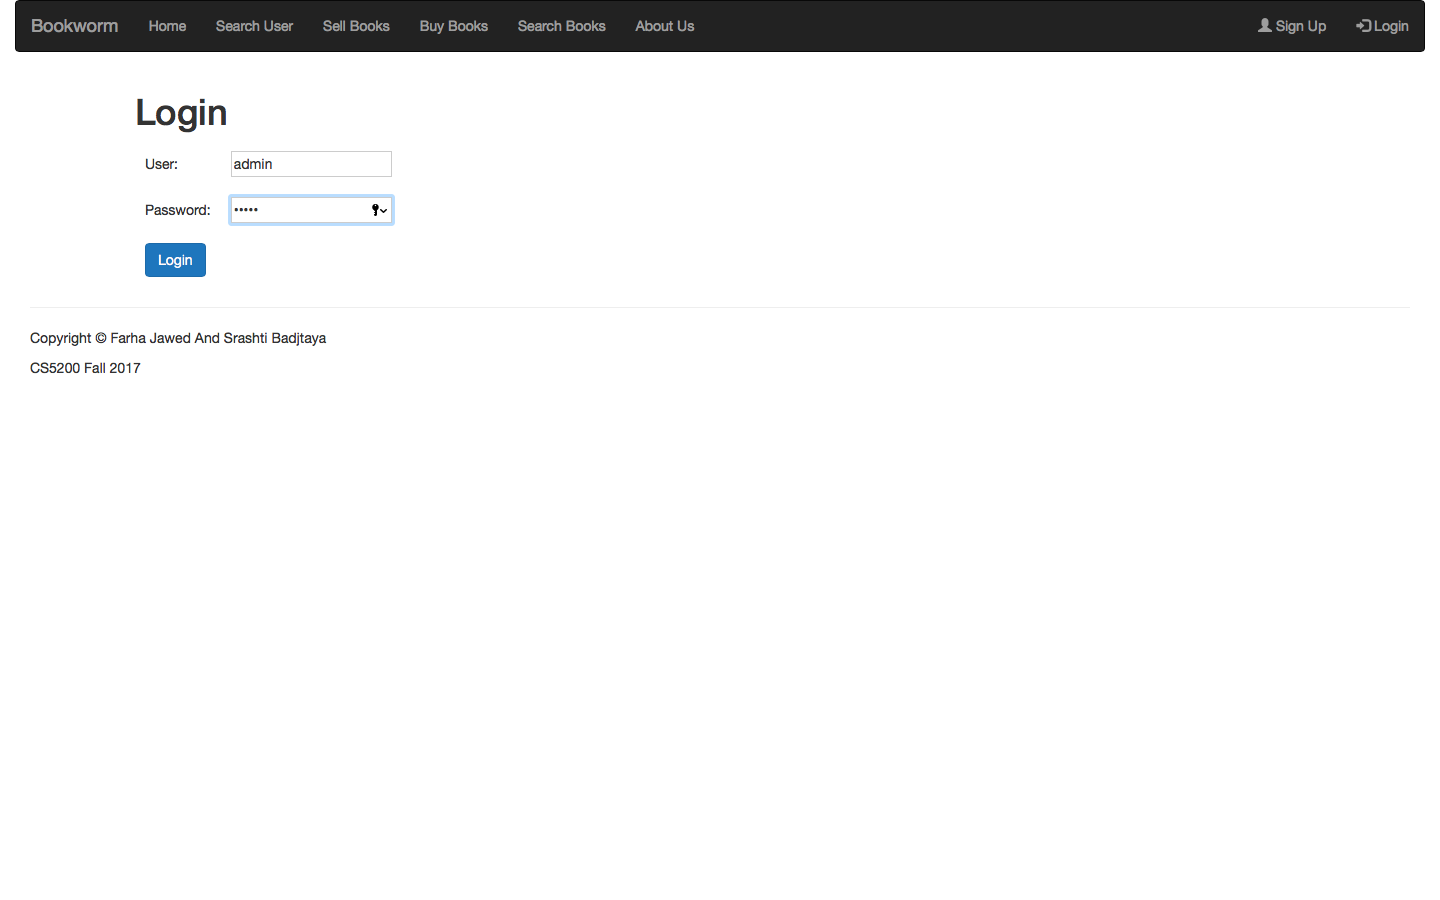 Bookworm Home Search User Sell Books Buy Books Search Books About Us Sign Up Login
Login
User: admin
Password: •••••
Login
Copyright © Farha Jawed And Srashti Badjtaya
CS5200 Fall 2017